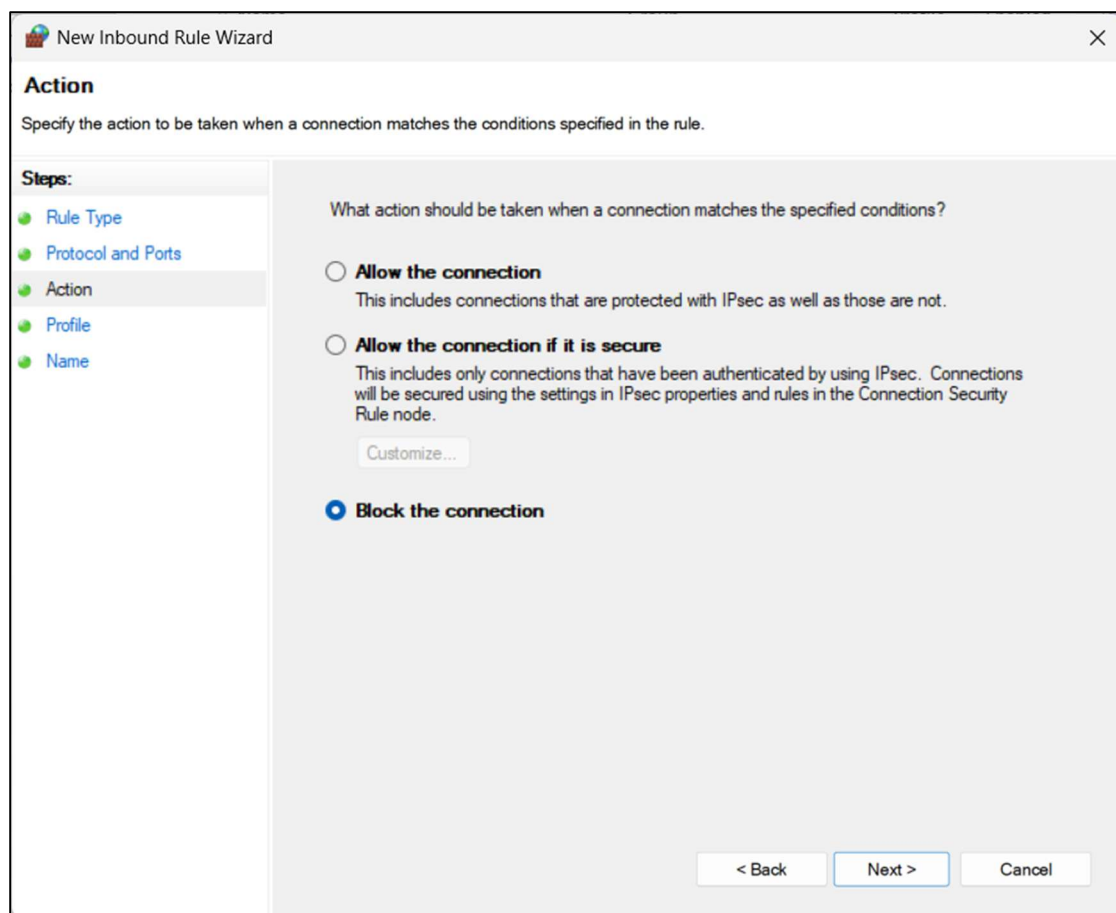 New Inbound Rule Wizard
Action
Specify the action to be taken when a connection matches the conditions specified in the rule.
Steps:
Rule Type
Protocol and Ports
Action
Profile
Name
What action should be taken when a connection matches the specified conditions?
Allow the connection
This includes connections that are protected with IPsec as well as those are not.
Allow the connection if it is secure
This includes only connections that have been authenticated by using IPsec. Connections
will be secured using the settings in IPsec properties and rules in the Connection Security
Rule node.
Customize...
Block the connection
< Back
Next >
Cancel